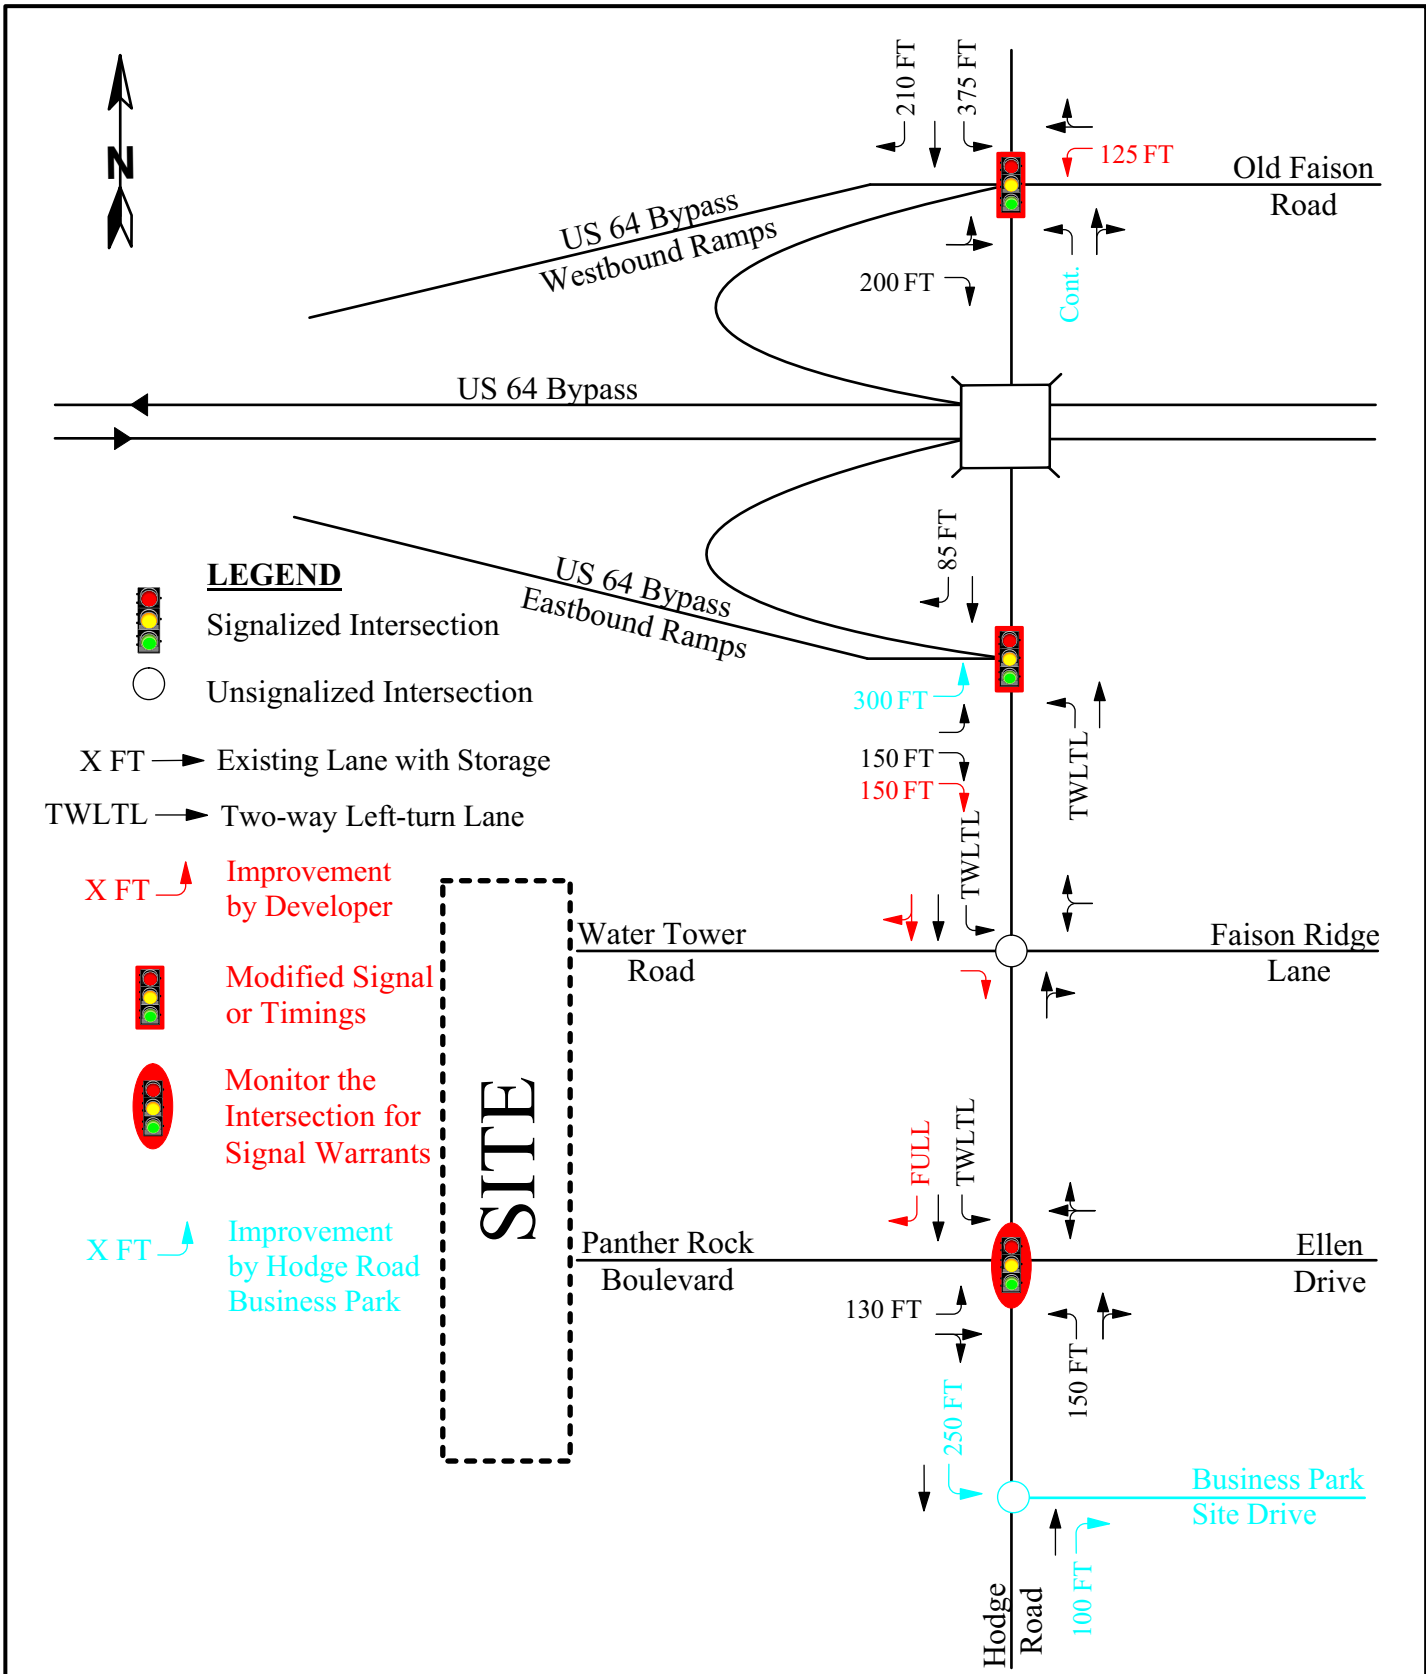 210 FT
375 FT
N
125 FT
Old Faison
Road
US 64 Bypass
Westbound Ramps
200 FT
Cont.
US 64 Bypass
85 FT
US 64 Bypass
Eastbound Ramps
LEGEND
Signalized Intersection
Unsignalized Intersection
300 FT
150 FT
150 FT
TWLTL
TWLTL
X FT Existing Lane with Storage
TWLTL Two-way Left-turn Lane
X FT Improvement
by Developer
Modified Signal
or Timings
Monitor the
Intersection for
Signal Warrants
X FT Improvement
by Hodge Road
Business Park
SITE
Water Tower
Road
Faison Ridge
Lane
FULL
TWLTL
Panther Rock
Boulevard
Ellen
Drive
130 FT
150 FT
250 FT
Business Park
Site Drive
100 FT
Hodge
Road